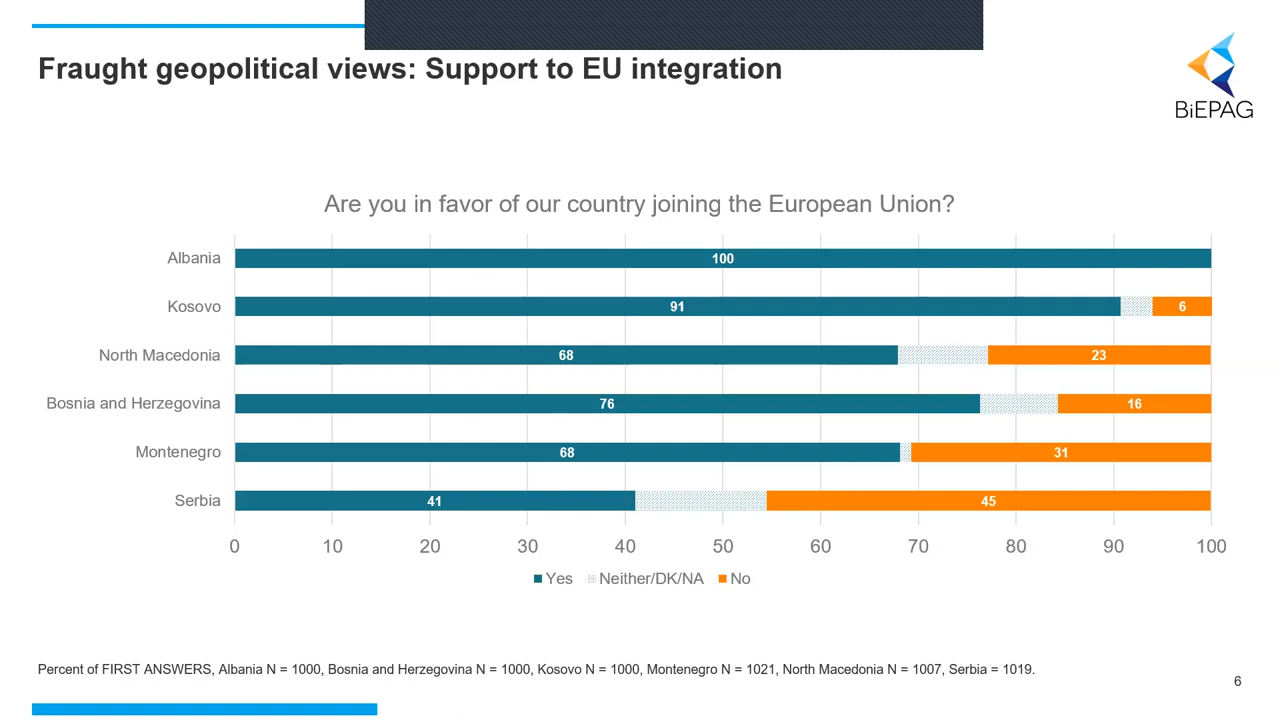 Fraught geopolitical views: Support to EU integration
BiEPAG
Are you in favor of our country joining the European Union?
Albania 100
Kosovo 91 6
North Macedonia 68 23
Bosnia and Herzegovina 76 16
Montenegro 68 31
Serbia 41 45
0 10 20 30 40 50 60 70 80 90 100
Yes Neither/DK/NA No
Percent of FIRST ANSWERS, Albania N = 1000, Bosnia and Herzegovina N = 1000, Kosovo N = 1000, Montenegro N = 1021, North Macedonia N = 1007, Serbia = 1019.
6